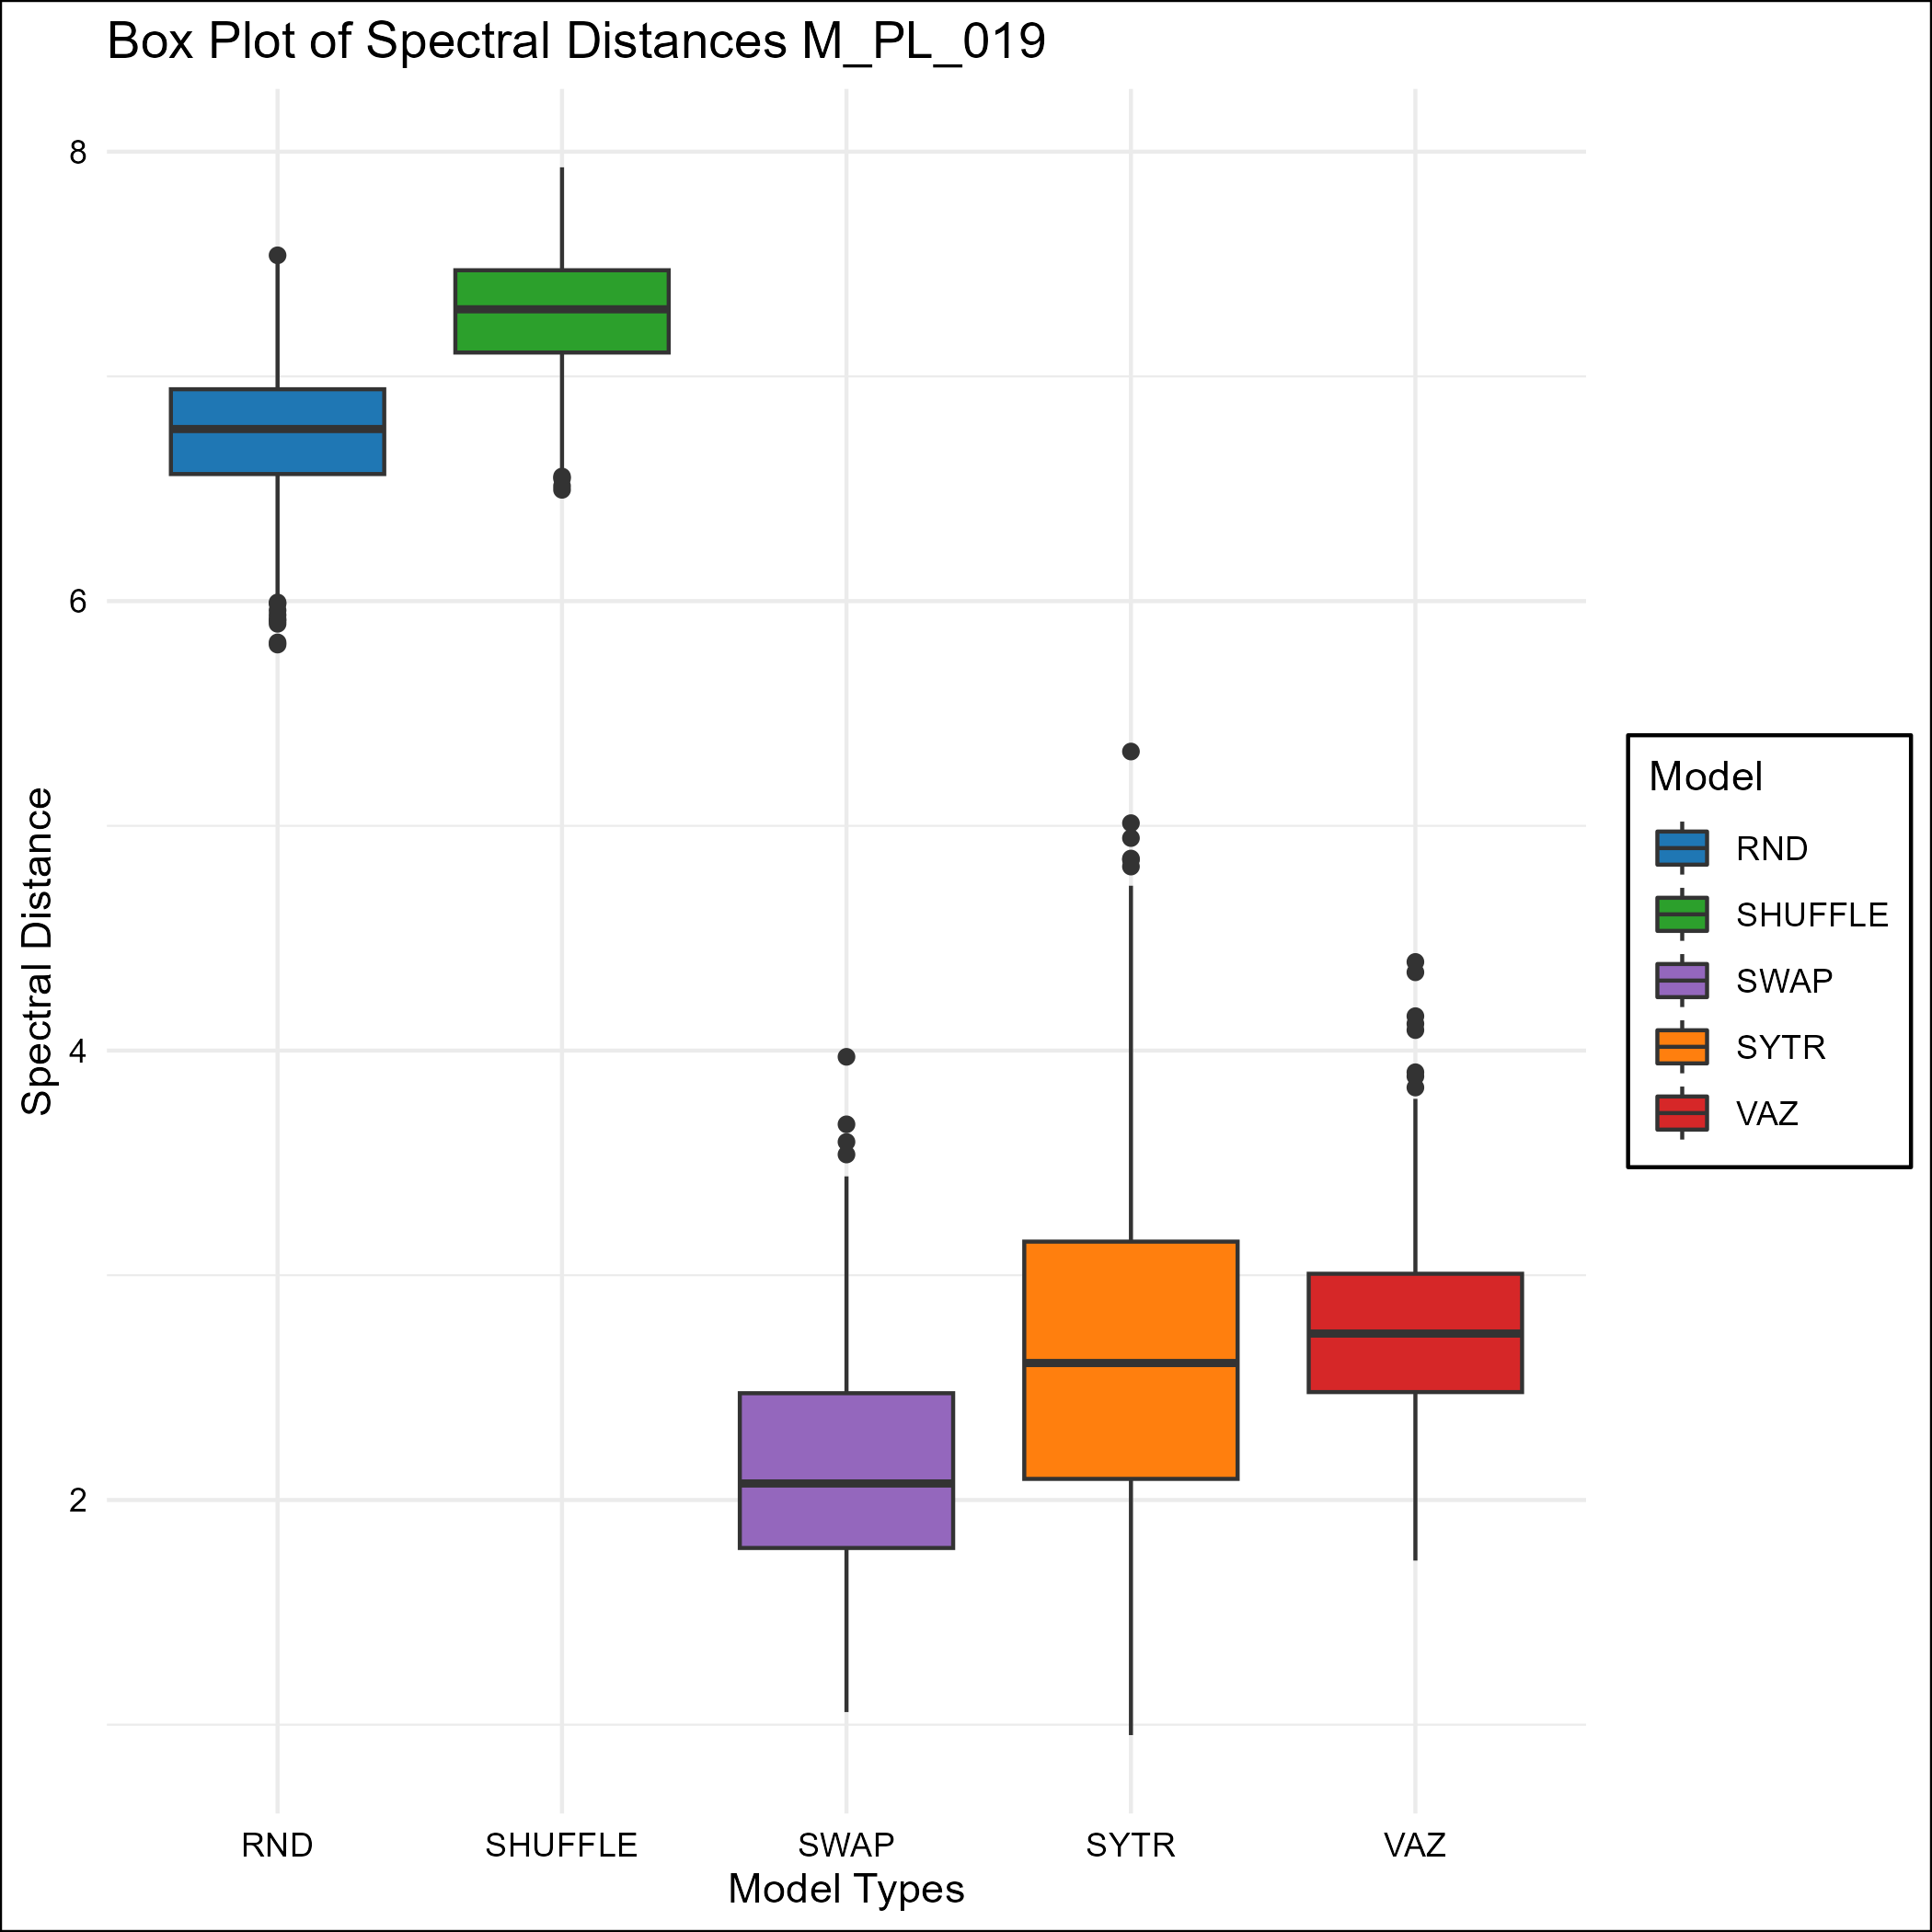 Box Plot of Spectral Distances M_PL_019
8
6
4
2
Spectral Distance
RND
SHUFFLE
SWAP
SYTR
VAZ
Model Types
Model
RND
SHUFFLE
SWAP
SYTR
VAZ